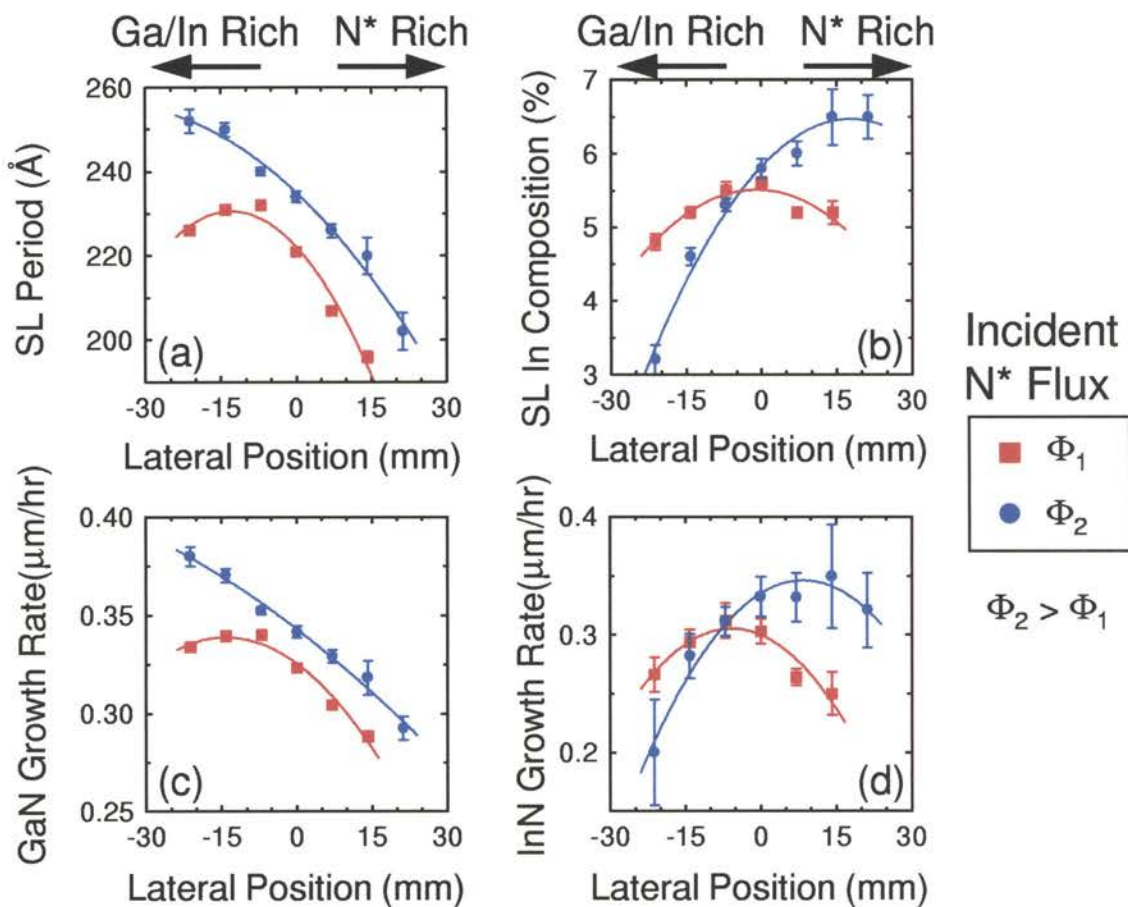 Ga/In Rich N* Rich Ga/In Rich N* Rich
260
240
220
200
SL Period (Å)
(a)
-30 -15 0 15 30
Lateral Position (mm)
7
6
5
4
3
SL In Composition (%)
(b)
-30 -15 0 15 30
Lateral Position (mm)
Incident
N* Flux
Φ1
Φ2
Φ2 > Φ1
0.40
0.35
0.30
0.25
GaN Growth Rate(μm/hr)
(c)
-30 -15 0 15 30
Lateral Position (mm)
0.4
0.3
0.2
InN Growth Rate(μm/hr)
(d)
-30 -15 0 15 30
Lateral Position (mm)